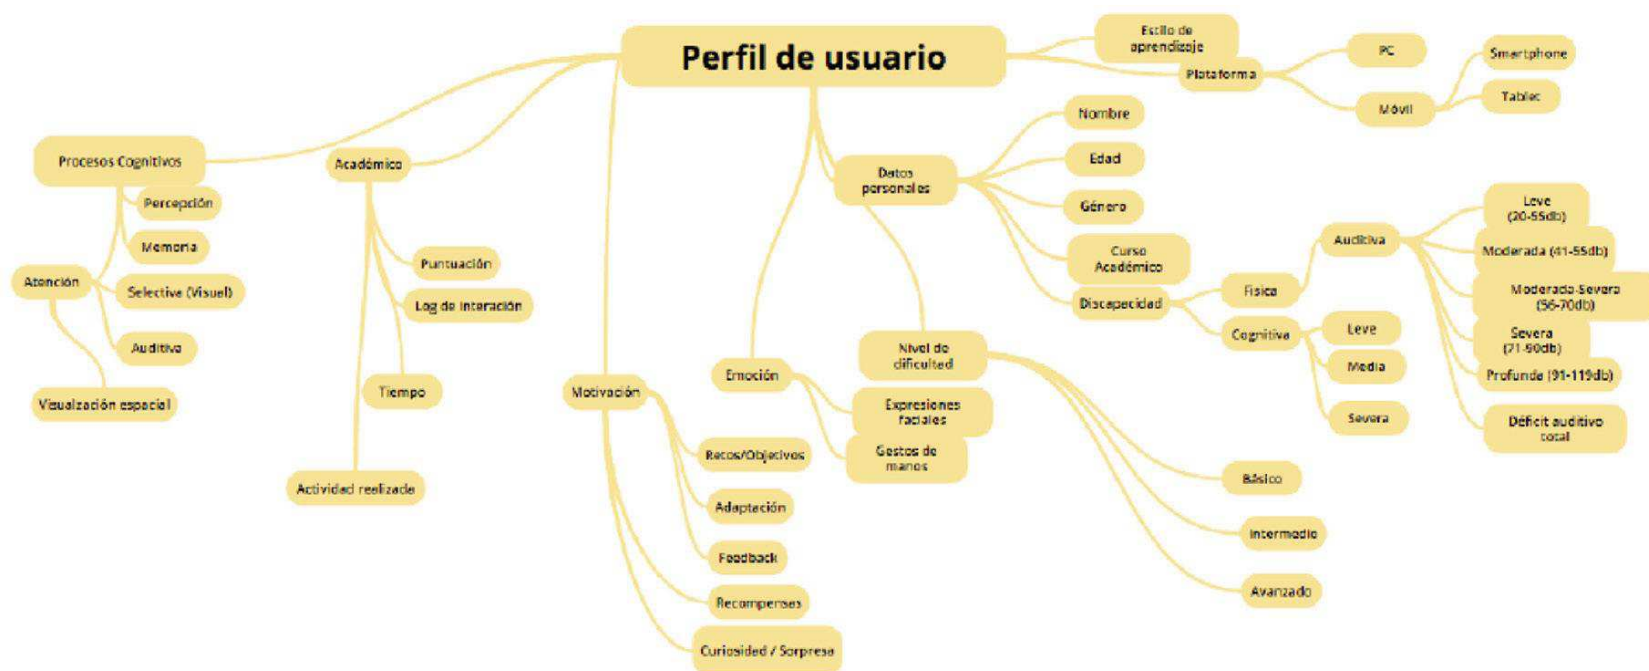 Perfil de usuario
Estilo de
aprendizaje
Plataforma
PC
Móvil
Smartphone
Tablet
Procesos Cognitivos
Percepción
Memoria
Atención
Selectiva (Visual)
Auditiva
Visualzación espacial
Académico
Puntuación
Log de interación
Tiempo
Actividad realizada
Motivación
Retos/Objetivos
Adaptación
Feedback
Recompensas
Curiosidad / Sorpresa
Emoción
Expresiones
faciales
Gestos de
manos
Nivel de
dificultad
Básico
Intermedio
Avanzado
Datos
personales
Nombre
Edad
Género
Curso
Académico
Discapacidad
Fisica
Auditiva
Leve
(20-55db)
Moderada (41-55db)
Moderada-Severa
(56-70db)
Severa
(71-90db)
Profunda (91-119db)
Déficit auditivo
total
Cognitiva
Leve
Media
Severa